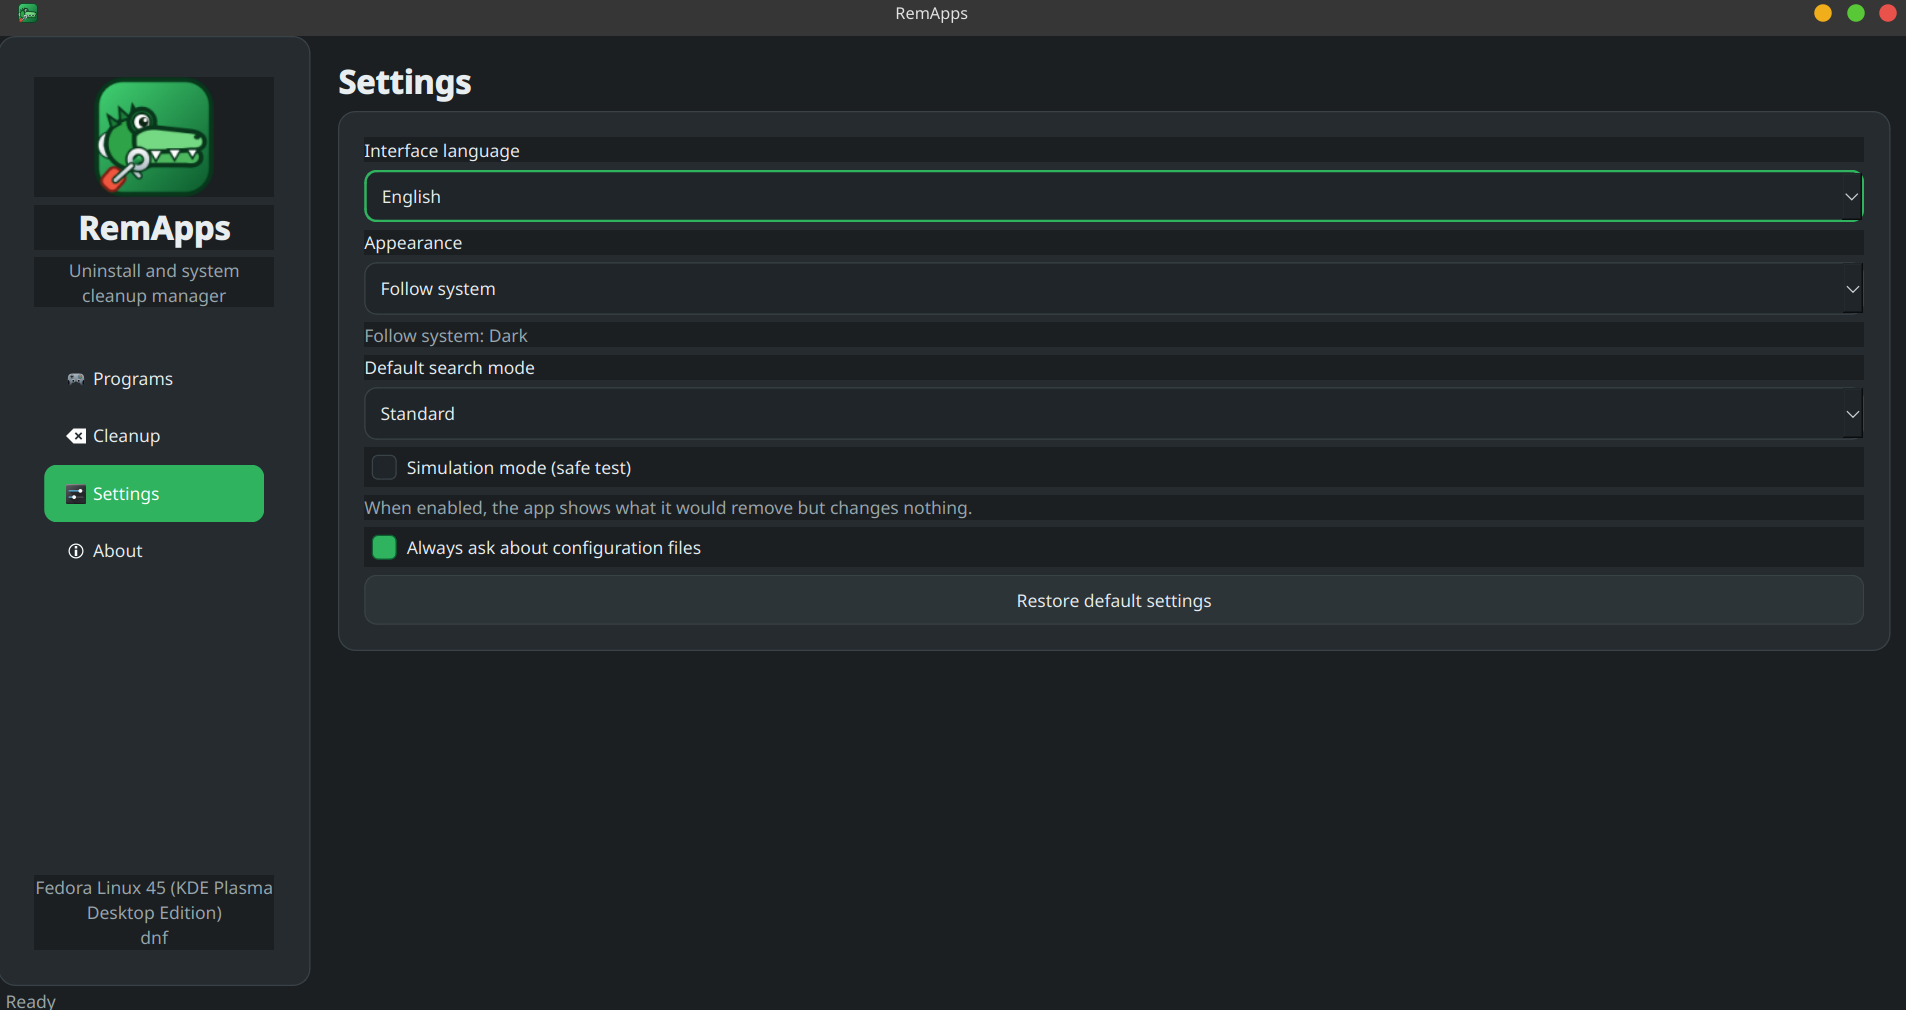 RemApps
RemApps
Uninstall and system
cleanup manager
Programs
Cleanup
Settings
About
Fedora Linux 45 (KDE Plasma
Desktop Edition)
dnf
Ready
Settings
Interface language
English
Appearance
Follow system
Follow system: Dark
Default search mode
Standard
Simulation mode (safe test)
When enabled, the app shows what it would remove but changes nothing.
Always ask about configuration files
Restore default settings